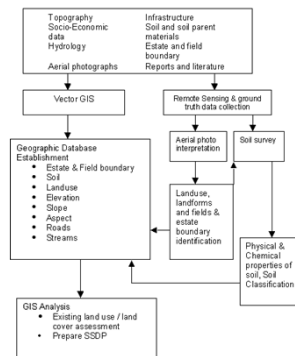 Topography
Socio-Economic
data
Hydrology
Aerial photographs
Infrastructure
Soil and soil parent
materials
Estate and field
boundary
Reports and literature
Vector GIS
Remote Sensing & ground
truth data collection
Aerial photo
interpretation
Soil survey
Geographic Database
Establishment
• Estate & Field boundary
• Soil
• Landuse
• Elevation
• Slope
• Aspect
• Roads
• Streams
Landuse,
landforms
and fields &
estate
boundary
identification
Physical &
Chemical
properties of
soil, Soil
Classification
GIS Analysis
• Existing land use / land
cover assessment
• Prepare SSDP